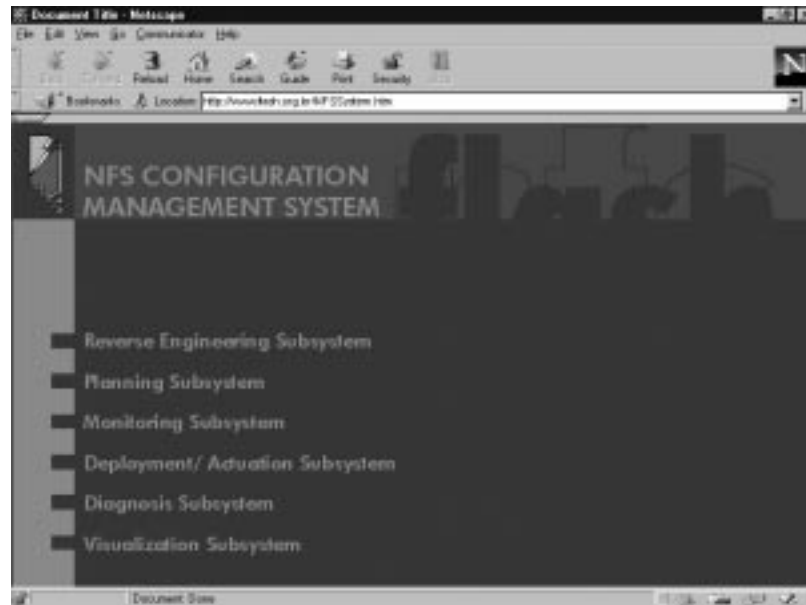 Document Title - Netscape
File Edit View Go Communicator Help
Reload Home Search Guide Print Security
Bookmarks Location:
NFS CONFIGURATION
MANAGEMENT SYSTEM
Reverse Engineering Subsystem
Planning Subsystem
Monitoring Subsystem
Deployment/ Actuation Subsystem
Diagnosis Subsystem
Visualization Subsystem
Document: Done